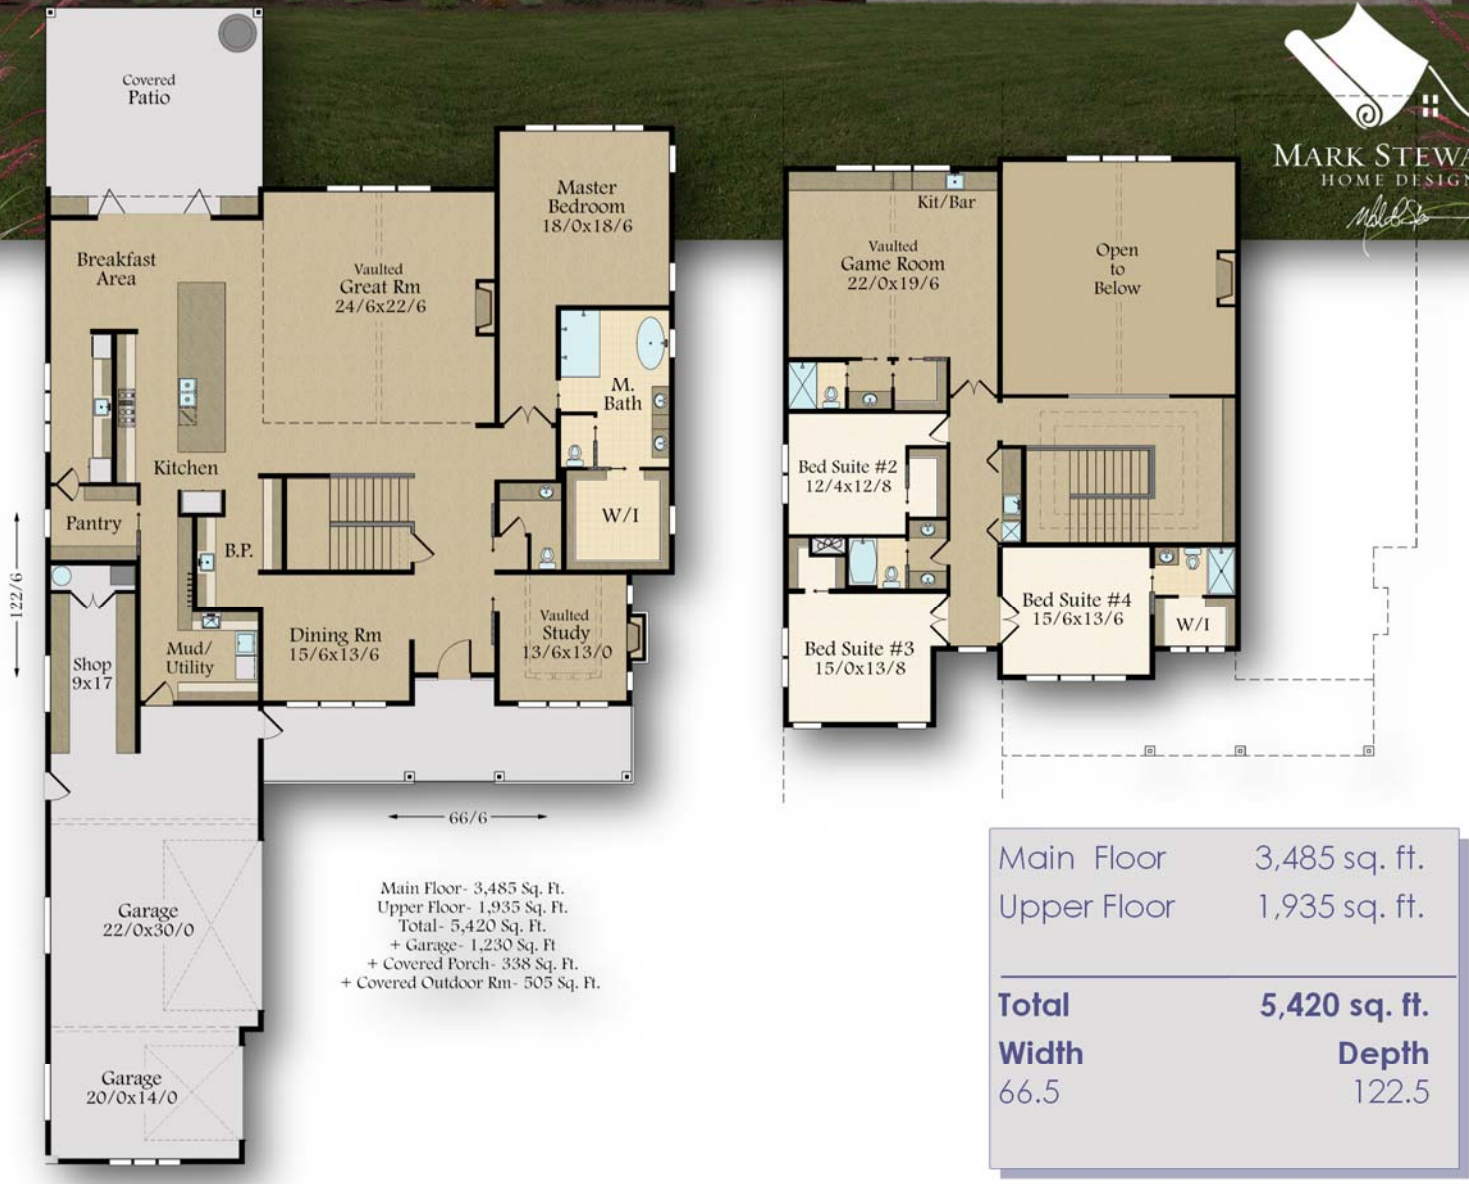 Covered
Patio
Breakfast
Area
Vaulted
Great Rm
24/6x22/6
Master
Bedroom
18/0x18/6
M.
Bath
Kitchen
Pantry
B.P.
W/I
122/6
Shop
9x17
Mud/
Utility
Dining Rm
15/6x13/6
Vaulted
Study
13/6x13/0
66/6
Garage
22/0x30/0
Garage
20/0x14/0
Main Floor- 3,485 Sq. Ft.
Upper Floor- 1,935 Sq. Ft.
Total- 5,420 Sq. Ft.
+ Garage- 1,230 Sq. Ft
+ Covered Porch- 338 Sq. Ft.
+ Covered Outdoor Rm- 505 Sq. Ft.
Kit/Bar
Vaulted
Game Room
22/0x19/6
Open
to
Below
Bed Suite #2
12/4x12/8
Bed Suite #3
15/0x13/8
Bed Suite #4
15/6x13/6
W/I
MARK STEWA
HOME DESIGN
Main Floor 3,485 sq. ft.
Upper Floor 1,935 sq. ft.
Total 5,420 sq. ft.
Width Depth
66.5 122.5